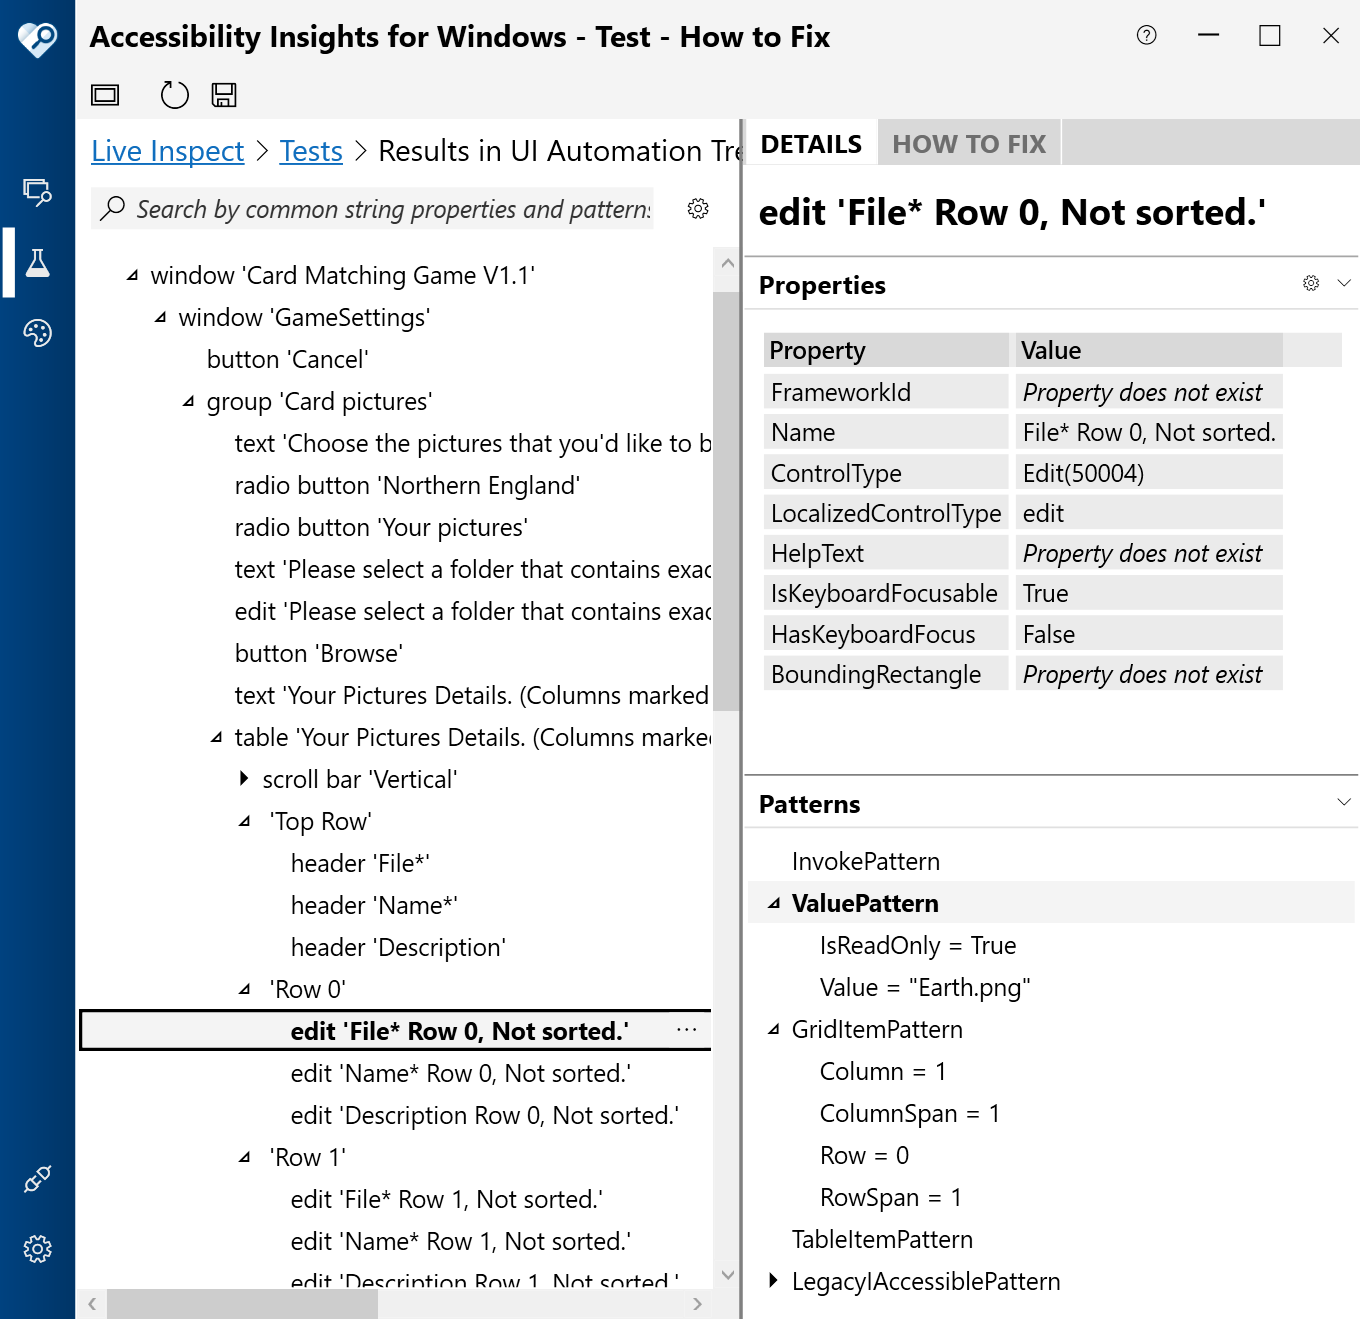 Accessibility Insights for Windows - Test - How to Fix
Live Inspect > Tests > Results in UI Automation Tre
Search by common string properties and patterns
window 'Card Matching Game V1.1'
window 'GameSettings'
button 'Cancel'
group 'Card pictures'
text 'Choose the pictures that you'd like to b
radio button 'Northern England'
radio button 'Your pictures'
text 'Please select a folder that contains exac
edit 'Please select a folder that contains exac
button 'Browse'
text 'Your Pictures Details. (Columns marked
table 'Your Pictures Details. (Columns marked
scroll bar 'Vertical'
'Top Row'
header 'File*'
header 'Name*'
header 'Description'
'Row 0'
edit 'File* Row 0, Not sorted.' ...
edit 'Name* Row 0, Not sorted.'
edit 'Description Row 0, Not sorted.'
'Row 1'
edit 'File* Row 1, Not sorted.'
edit 'Name* Row 1, Not sorted.'
edit 'Description Row 1, Not sorted.'
DETAILS HOW TO FIX
edit 'File* Row 0, Not sorted.'
Properties
Property Value
FrameworkId Property does not exist
Name File* Row 0, Not sorted.
ControlType Edit(50004)
LocalizedControlType edit
HelpText Property does not exist
IsKeyboardFocusable True
HasKeyboardFocus False
BoundingRectangle Property does not exist
Patterns
InvokePattern
ValuePattern
IsReadOnly = True
Value = "Earth.png"
GridItemPattern
Column = 1
ColumnSpan = 1
Row = 0
RowSpan = 1
TableItemPattern
LegacyIAccessiblePattern